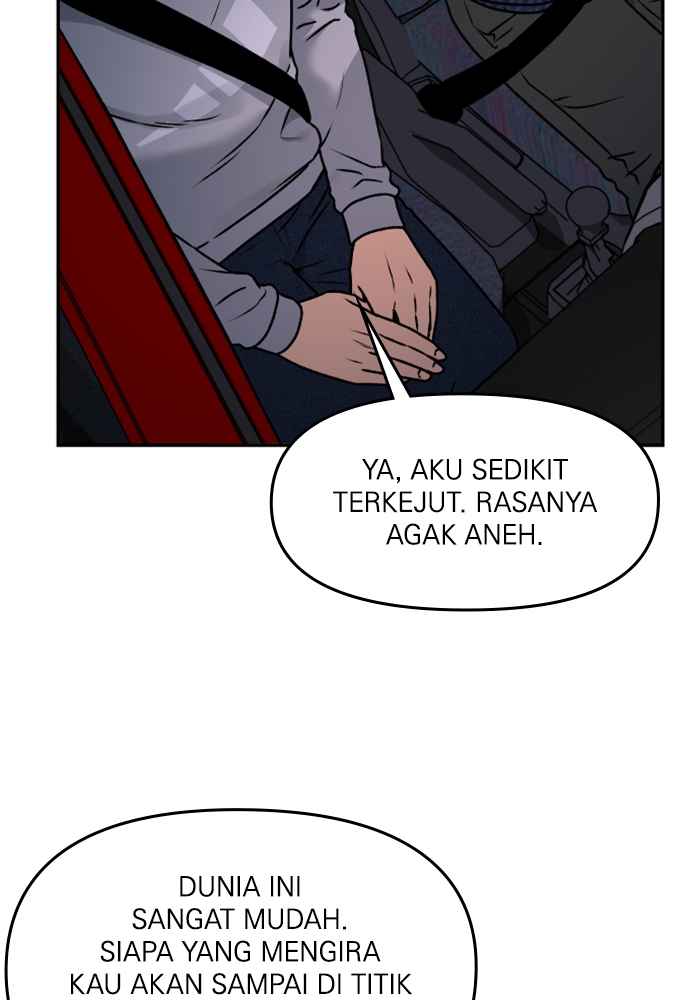 YA, AKU SEDIKIT
TERKEJUT. RASANYA
AGAK ANEH.
DUNIA INI
SANGAT MUDAH.
SIAPA YANG MENGIRA
KAU AKAN SAMPAI DI TITIK